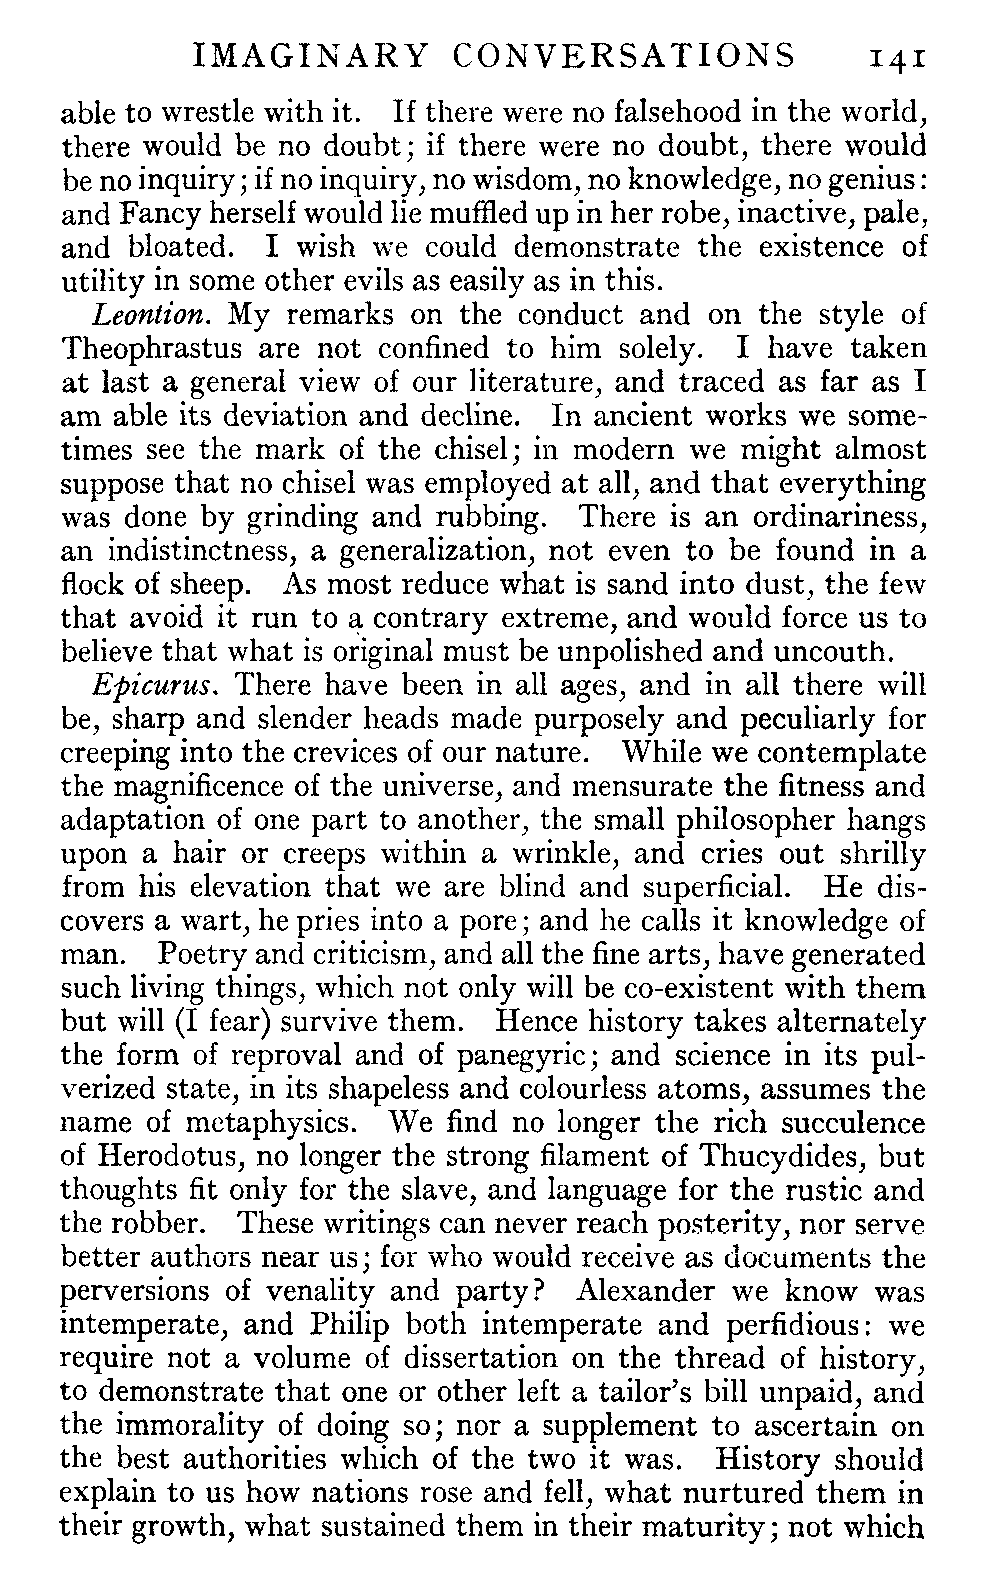 IMAGINARY CONVERSATIONS 141
able to wrestle with it. If there were no falsehood in the world,
there would be no doubt; if there were no doubt, there would
be no inquiry; if no inquiry, no wisdom, no knowledge, no genius:
and Fancy herself would lie muffled up in her robe, inactive, pale,
and bloated. I wish we could demonstrate the existence of
utility in some other evils as easily as in this.
Leontion. My remarks on the conduct and on the style of
Theophrastus are not confined to him solely. I have taken
at last a general view of our literature, and traced as far as I
am able its deviation and decline. In ancient works we some-
times see the mark of the chisel; in modern we might almost
suppose that no chisel was employed at all, and that everything
was done by grinding and rubbing. There is an ordinariness,
an indistinctness, a generalization, not even to be found in a
flock of sheep. As most reduce what is sand into dust, the few
that avoid it run to a contrary extreme, and would force us to
believe that what is original must be unpolished and uncouth.
Epicurus. There have been in all ages, and in all there will
be, sharp and slender heads made purposely and peculiarly for
creeping into the crevices of our nature. While we contemplate
the magnificence of the universe, and mensurate the fitness and
adaptation of one part to another, the small philosopher hangs
upon a hair or creeps within a wrinkle, and cries out shrilly
from his elevation that we are blind and superficial. He dis-
covers a wart, he pries into a pore; and he calls it knowledge of
man. Poetry and criticism, and all the fine arts, have generated
such living things, which not only will be co-existent with them
but will (I fear) survive them. Hence history takes alternately
the form of reproval and of panegyric; and science in its pul-
verized state, in its shapeless and colourless atoms, assumes the
name of metaphysics. We find no longer the rich succulence
of Herodotus, no longer the strong filament of Thucydides, but
thoughts fit only for the slave, and language for the rustic and
the robber. These writings can never reach posterity, nor serve
better authors near us; for who would receive as documents the
perversions of venality and party? Alexander we know was
intemperate, and Philip both intemperate and perfidious: we
require not a volume of dissertation on the thread of history,
to demonstrate that one or other left a tailor's bill unpaid, and
the immorality of doing so; nor a supplement to ascertain on
the best authorities which of the two it was. History should
explain to us how nations rose and fell, what nurtured them in
their growth, what sustained them in their maturity; not which